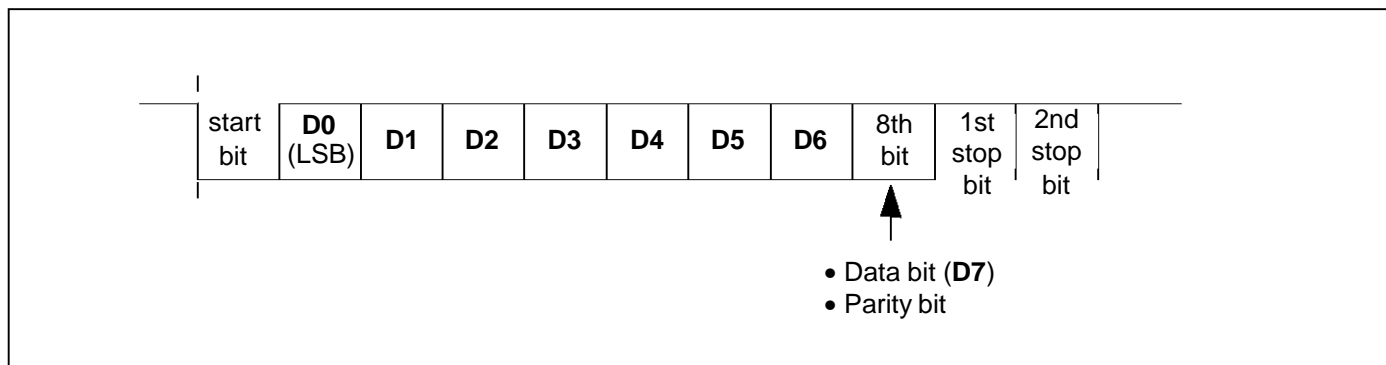 start bit
D0 (LSB)
D1
D2
D3
D4
D5
D6
8th bit
1st stop bit
2nd stop bit
• Data bit (D7)
• Parity bit